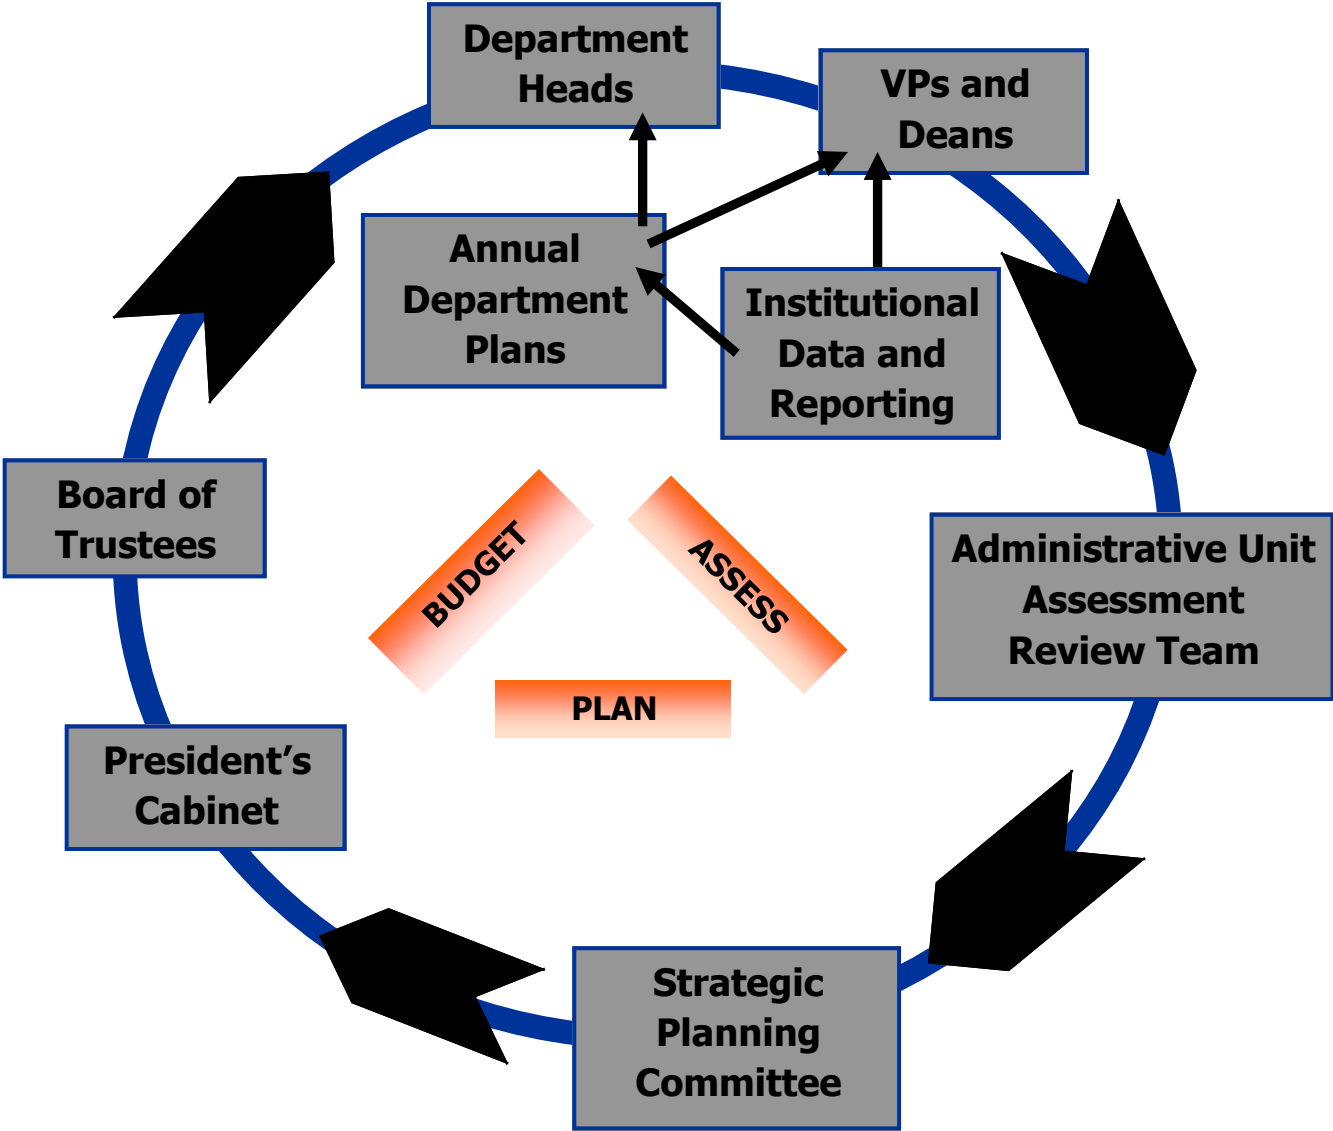 Department
Heads
VPs and
Deans
Annual
Department
Plans
Institutional
Data and
Reporting
Board of
Trustees
BUDGET
ASSESS
PLAN
Administrative Unit
Assessment
Review Team
President’s
Cabinet
Strategic
Planning
Committee